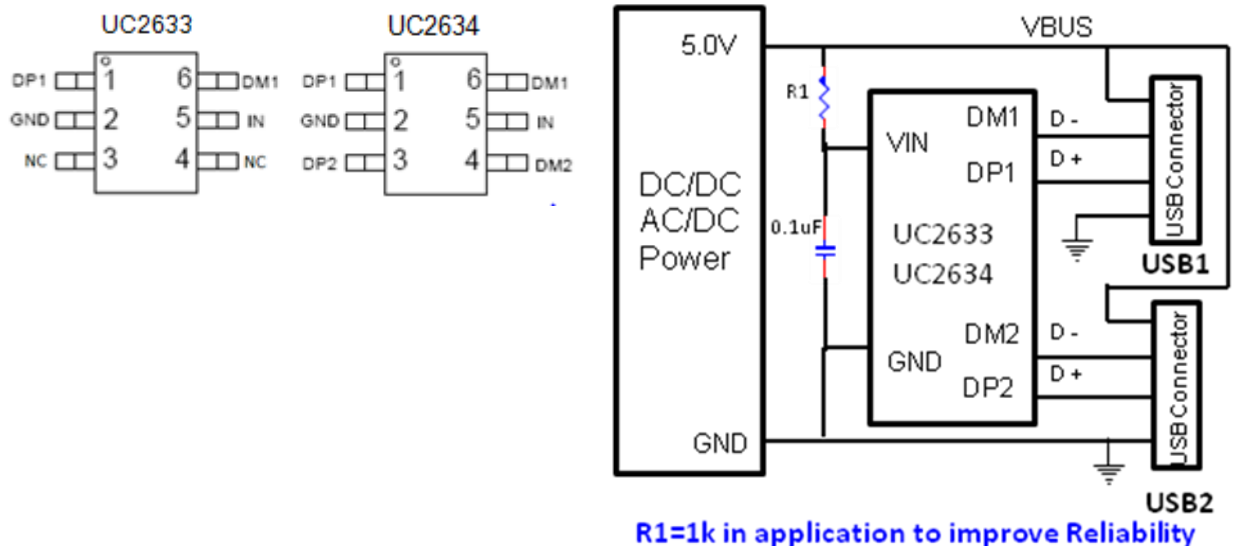 UC2633
DP1 1 6 DM1
GND 2 5 IN
NC 3 4 NC
UC2634
DP1 1 6 DM1
GND 2 5 IN
DP2 3 4 DM2
5.0V
VBUS
R1
VIN
DM1
D -
DP1
D +
USB Connector
USB1
DC/DC
AC/DC
Power
0.1uF
UC2633
UC2634
DM2
D -
GND
DP2
D +
USB Connector
GND
USB2
R1=1k in application to improve Reliability